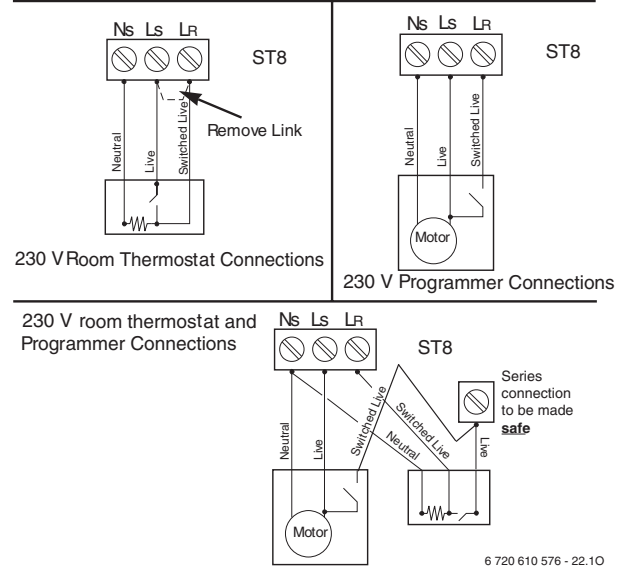 Ns Ls LR
ST8
Remove Link
Neutral
Live
Switched Live
230 V Room Thermostat Connections
Ns Ls LR
ST8
Neutral
Live
Switched Live
Motor
230 V Programmer Connections
230 V room thermostat and
Programmer Connections
Ns Ls LR
ST8
Series
connection
to be made
safe
Neutral
Live
Switched Live
Switched Live
Neutral
Live
Motor
6 720 610 576 - 22.1O